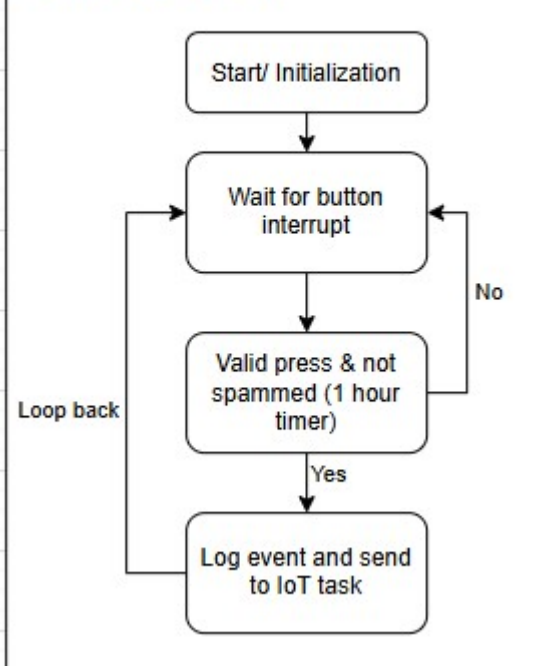 Start/ Initialization
Wait for button
interrupt
No
Valid press & not
spammed (1 hour
timer)
Loop back
Yes
Log event and send
to IoT task